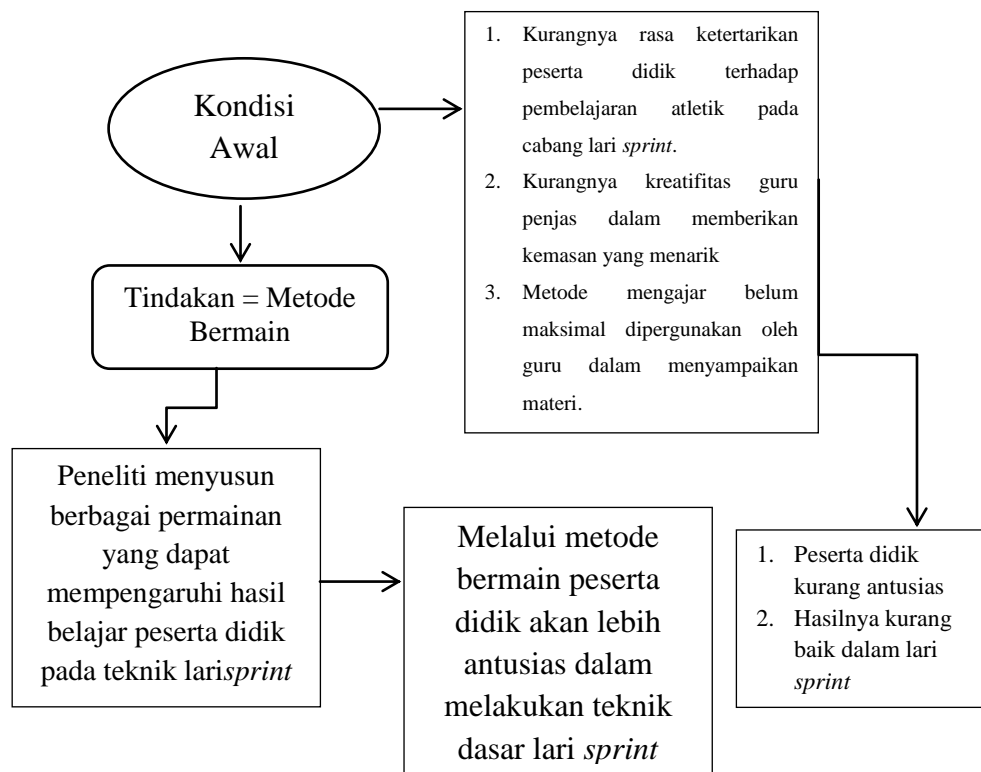 Kondisi
Awal
1. Kurangnya rasa ketertarikan
peserta didik terhadap
pembelajaran atletik pada
cabang lari sprint.
2. Kurangnya kreatifitas guru
penjas dalam memberikan
kemasan yang menarik
3. Metode mengajar belum
maksimal dipergunakan oleh
guru dalam menyampaikan
materi.
Tindakan = Metode
Bermain
Peneliti menyusun
berbagai permainan
yang dapat
mempengaruhi hasil
belajar peserta didik
pada teknik larisprint
Melalui metode
bermain peserta
didik akan lebih
antusias dalam
melakukan teknik
dasar lari sprint
1. Peserta didik
kurang antusias
2. Hasilnya kurang
baik dalam lari
sprint